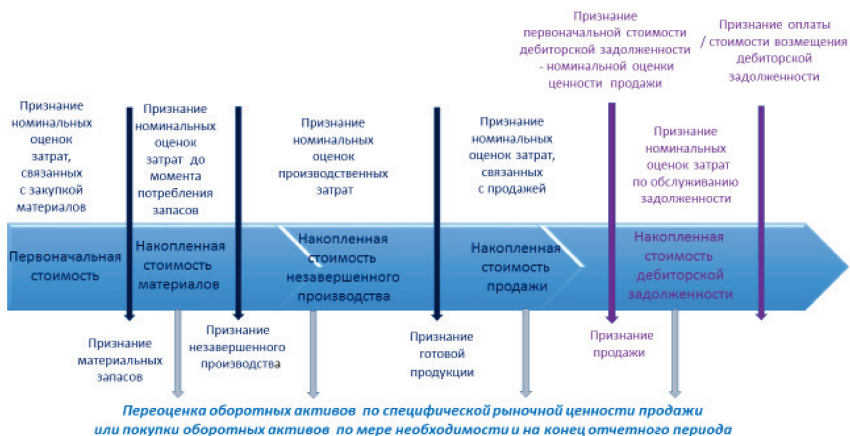 Признание
первоначальной стоимости
дебиторской задолженности
- номинальной оценки
ценности продажи
Признание оплаты
/ стоимости возмещения
дебиторской
задолженности
Признание
номинальных
оценок
затрат,
связанных
с закупкой
материалов
Признание
номинальных
оценок
затрат до
момента
потребления
запасов
Признание
номинальных
оценок
производственных
затрат
Признание
номинальных
оценок затрат,
связанных
с продажей
Признание
номинальных
оценок затрат
по обслуживанию
задолженности
Первоначальная
стоимость
Накопленная
стоимость
материалов
Накопленная
стоимость
незавершенного
производства
Накопленная
стоимость
продажи
Накопленная
стоимость
дебиторской
задолженности
Признание
материальных
запасов
Признание
незавершенного
производства
Признание
готовой
продукции
Признание
продажи
Переоценка оборотных активов по специфической рыночной ценности продажи
или покупки оборотных активов по мере необходимости и на конец отчетного периода